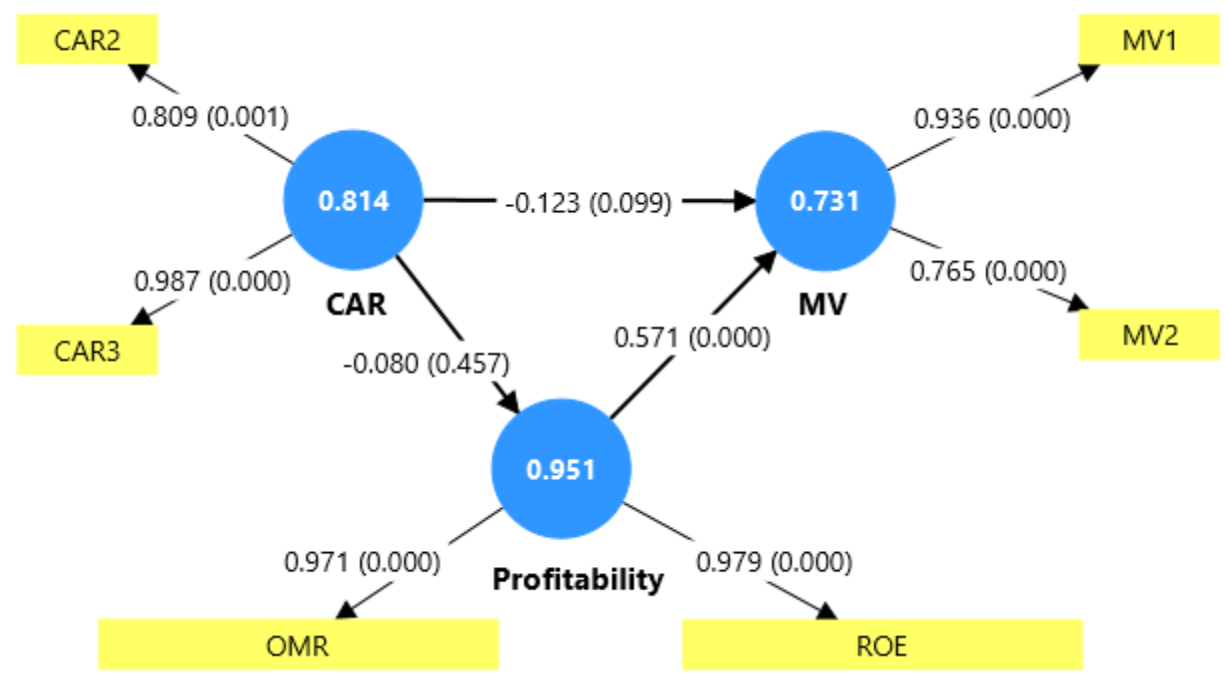 CAR2
MV1
0.809 (0.001)
0.936 (0.000)
0.814
-0.123 (0.099)
0.731
0.987 (0.000)
0.765 (0.000)
CAR
MV
CAR3
MV2
0.571 (0.000)
-0.080 (0.457)
0.951
0.971 (0.000)
0.979 (0.000)
Profitability
OMR
ROE